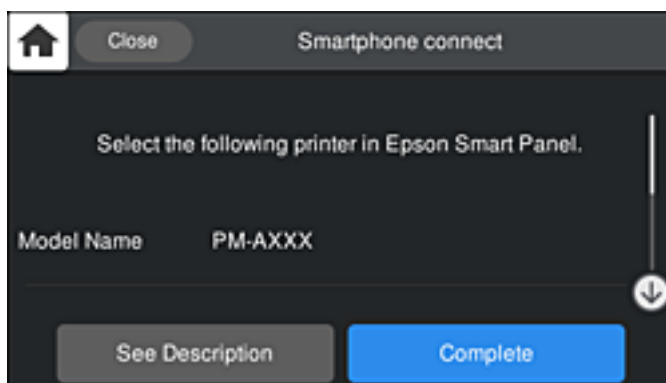 Close
Smartphone connect
Select the following printer in Epson Smart Panel.
Model Name PM-AXXX
See Description
Complete